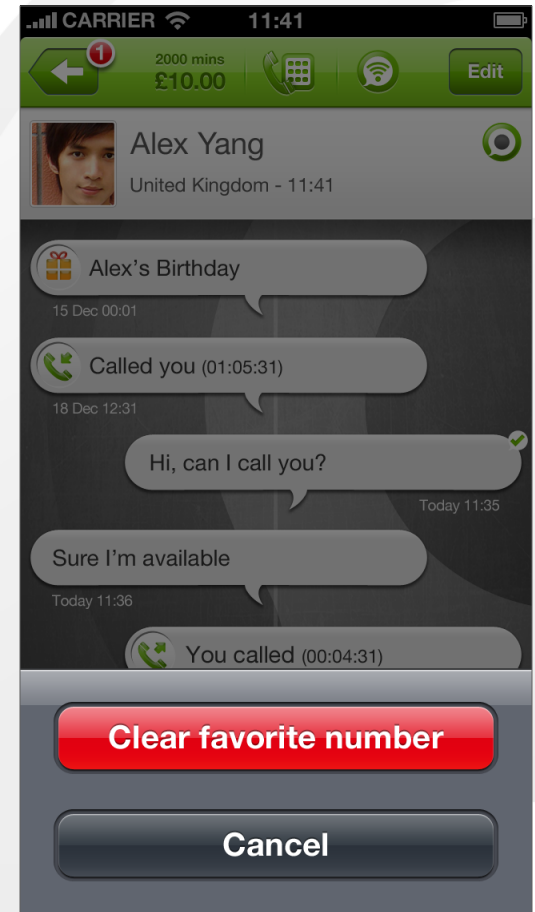 CARRIER 11:41
1
2000 mins
£10.00
Edit
Alex Yang
United Kingdom - 11:41
Alex's Birthday
15 Dec 00:01
Called you (01:05:31)
18 Dec 12:31
Hi, can I call you?
Today 11:35
Sure I'm available
Today 11:36
You called (00:04:31)
Clear favorite number
Cancel